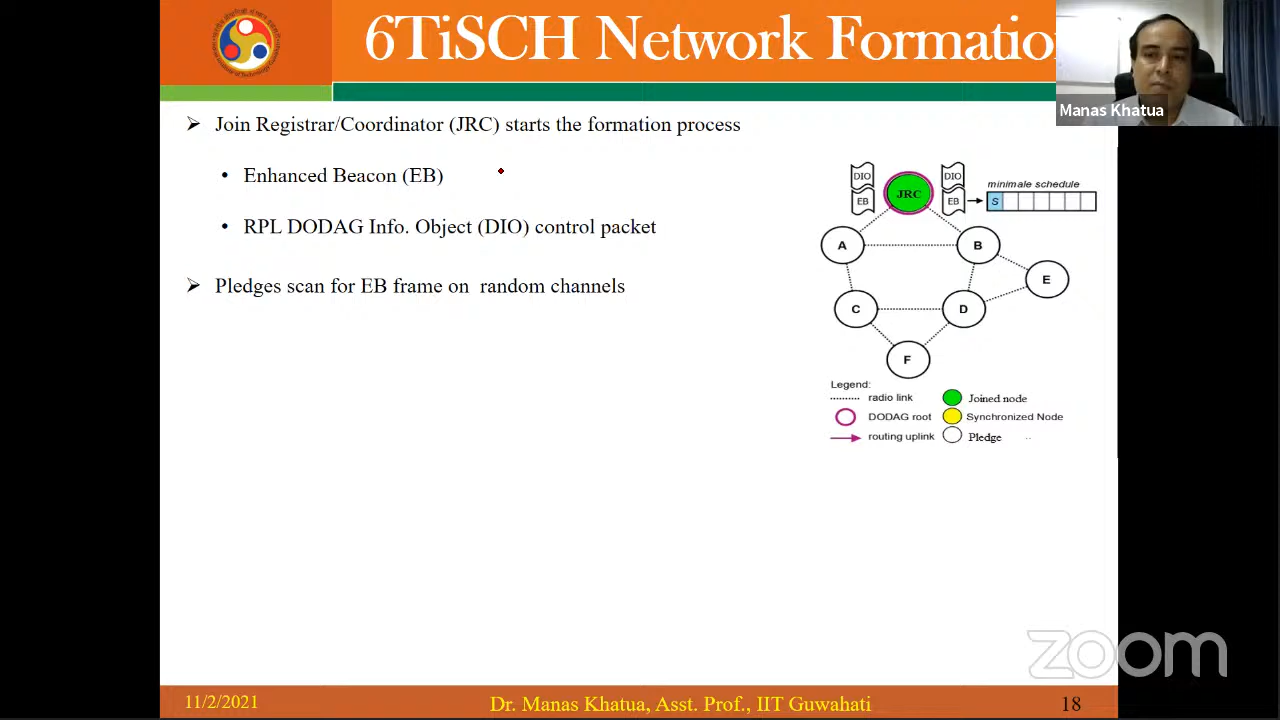 6TiSCH Network Formatio
Manas Khatua
Join Registrar/Coordinator (JRC) starts the formation process
Enhanced Beacon (EB)
RPL DODAG Info. Object (DIO) control packet
Pledges scan for EB frame on random channels
DIO
EB
JRC
DIO
EB
minimale schedule
S
A
B
E
C
D
F
Legend:
radio link
Joined node
DODAG root
Synchronized Node
routing uplink
Pledge
zoom
11/2/2021
Dr. Manas Khatua, Asst. Prof., IIT Guwahati
18